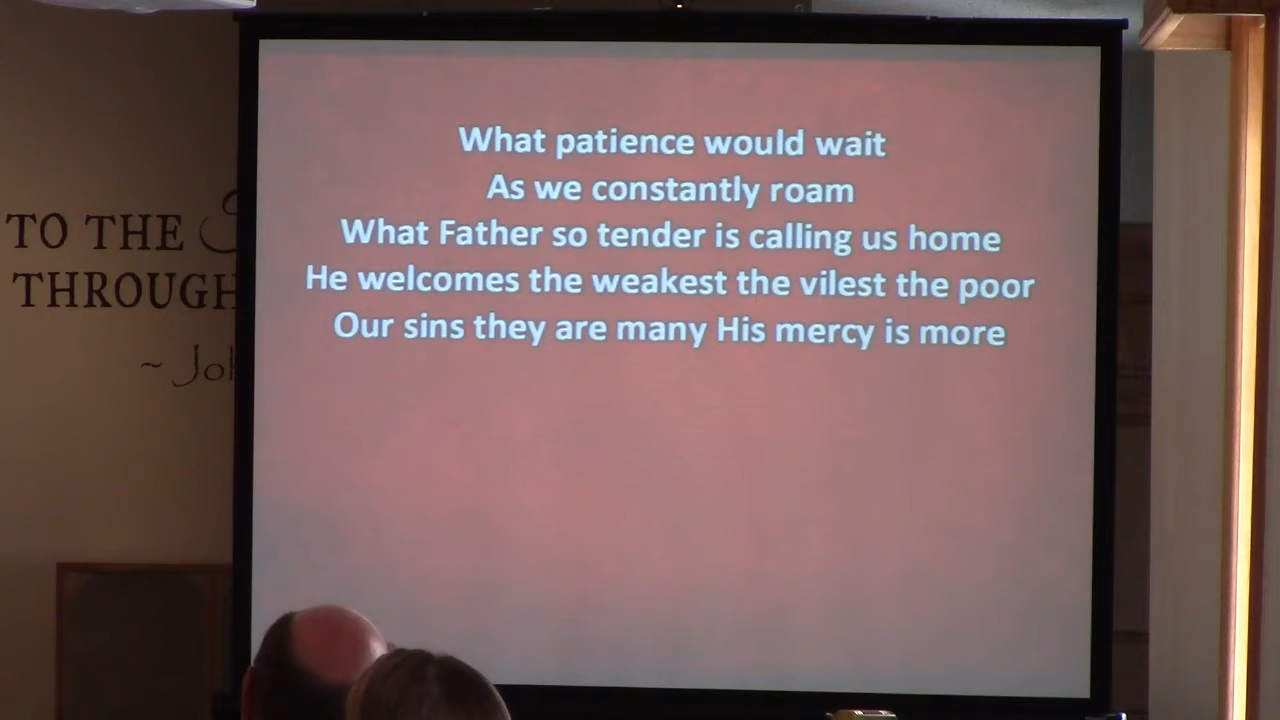 What patience would wait
As we constantly roam
What Father so tender is calling us home
He welcomes the weakest the vilest the poor
Our sins they are many His mercy is more
TO THE
THROUGH
~